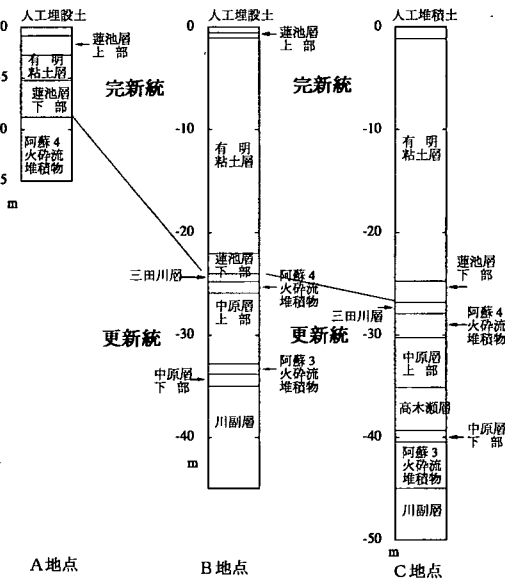 人工埋設土
0
蓮池層
上部
有明
粘土層
5
蓮池層
下部
0
阿蘇4
火砕流
堆積物
5
m
A地点
完新統
更新統
人工埋設土
0
蓮池層
上部
-10
有明
粘土層
-20
蓮池層
下部
三田川層
阿蘇4
火砕流
堆積物
中原層
上部
-30
阿蘇3
火砕流
堆積物
中原層
下部
川副層
-40
m
B地点
完新統
更新統
人工堆積土
0
-10
有明
粘土層
-20
蓮池層
下部
三田川層
阿蘇4
火砕流
堆積物
-30
中原層
上部
高木瀬層
中原層
下部
-40
阿蘇3
火砕流
堆積物
川副層
-50
m
C地点